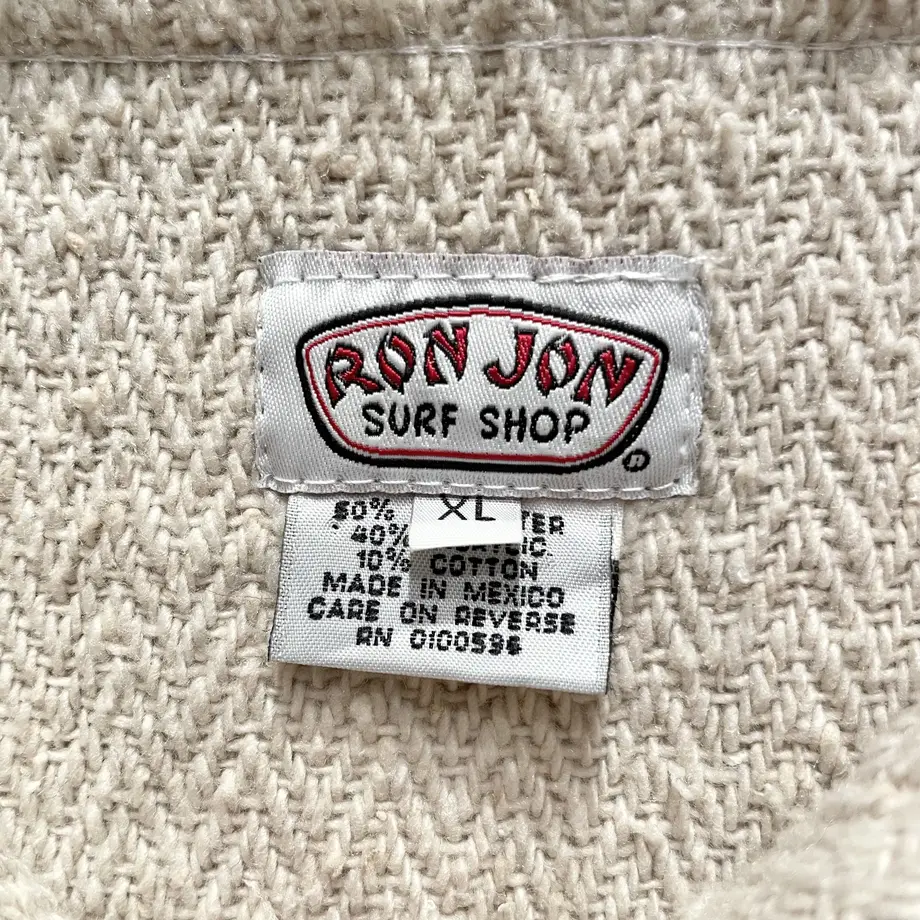 RON JON
SURF SHOP
XL
50%
40%
10% COTTON
MADE IN MEXICO
CARE ON REVERSE
RN 0100596